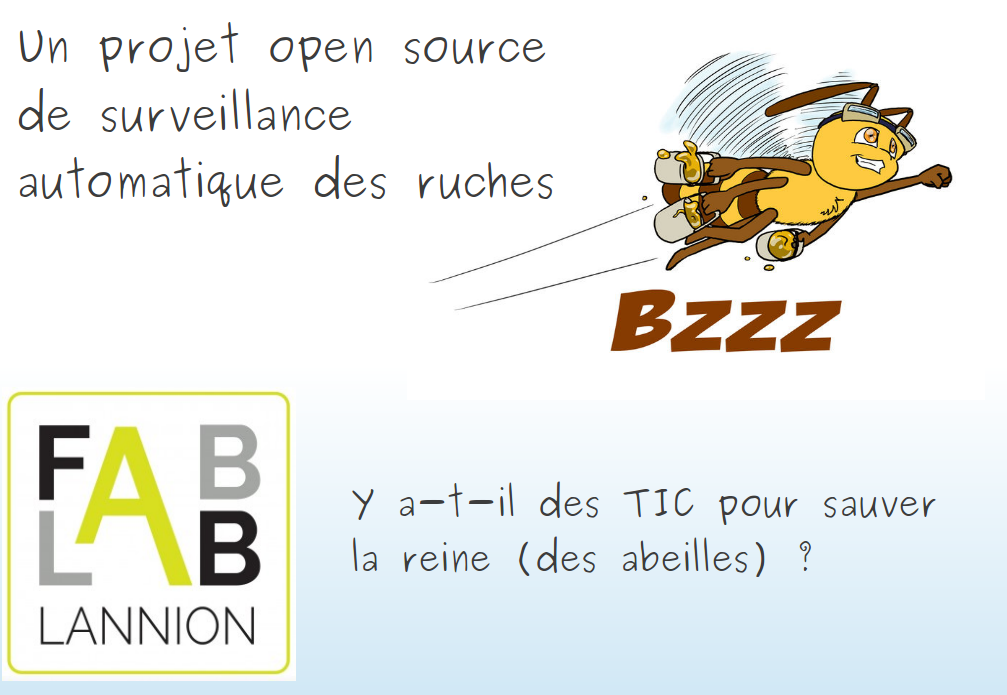 Un projet open source
de surveillance
automatique des ruches
Bzzz
FAB
LAB
LANNION
Y a-t-il des TIC pour sauver
la reine (des abeilles) ?